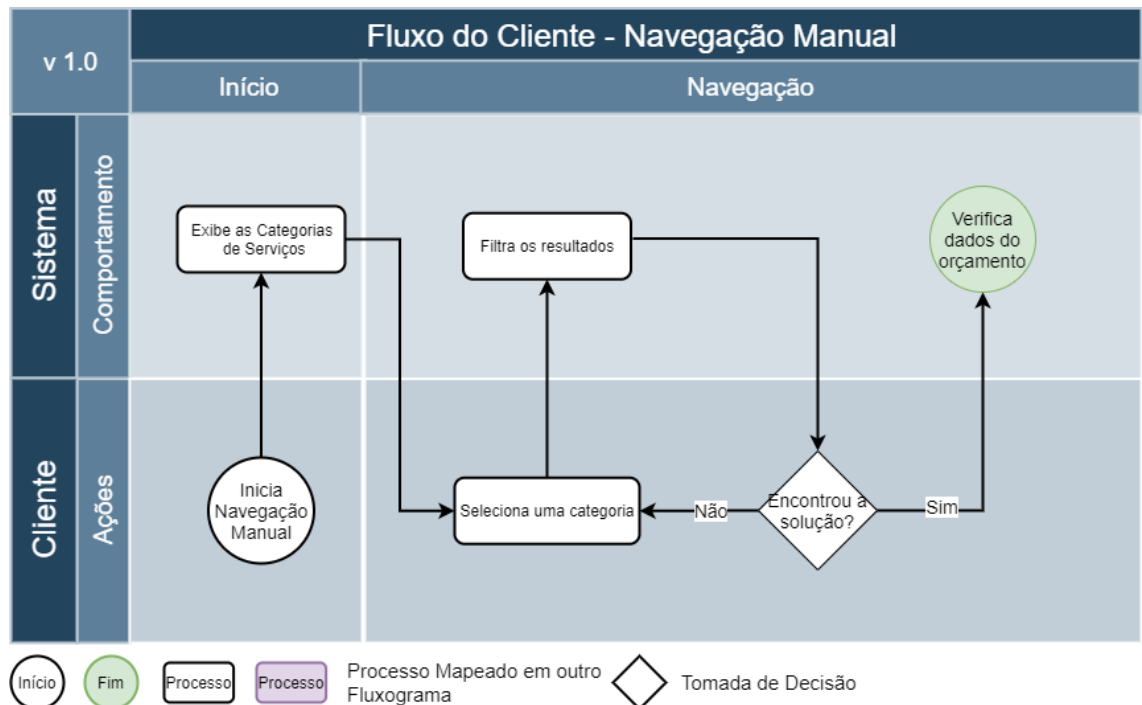 v 1.0
Fluxo do Cliente - Navegação Manual
Início
Navegação
Sistema
Comportamento
Exibe as Categorias
de Serviços
Filtra os resultados
Verifica
dados do
orçamento
Cliente
Ações
Inicia
Navegação
Manual
Seleciona uma categoria
Não
Encontrou a
solução?
Sim
Início
Fim
Processo
Processo
Processo Mapeado em outro
Fluxograma
Tomada de Decisão